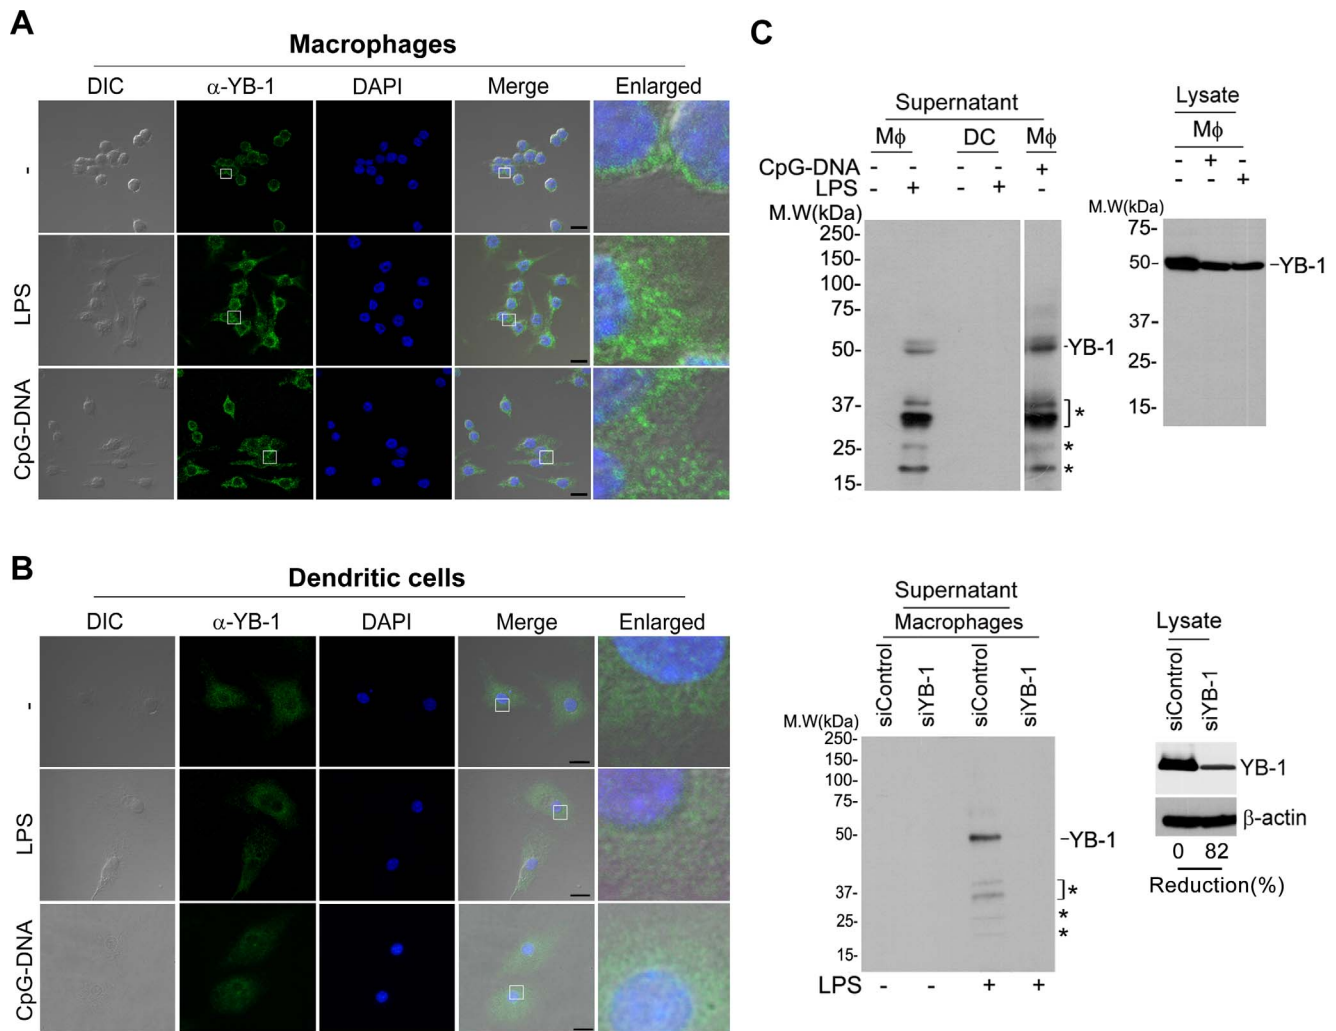 A
Macrophages
DIC α-YB-1 DAPI Merge Enlarged
-
LPS
CpG-DNA
B
Dendritic cells
DIC α-YB-1 DAPI Merge Enlarged
-
LPS
CpG-DNA
C
Supernatant
Mϕ DC Mϕ
CpG-DNA - - - - +
LPS - + - + -
M.W(kDa)
250-
150-
100-
75-
50- -YB-1
37- ]*
25- *
*
15-
Lysate
Mϕ
- + -
- - +
M.W(kDa)
75-
50- -YB-1
37-
25-
15-
Supernatant
Macrophages
siControl siYB-1 siControl siYB-1
M.W(kDa)
250-
150-
100-
75-
50- -YB-1
37- ]*
25- *
*
15-
LPS - - + +
Lysate
siControl siYB-1
YB-1
β-actin
0 82
Reduction(%)